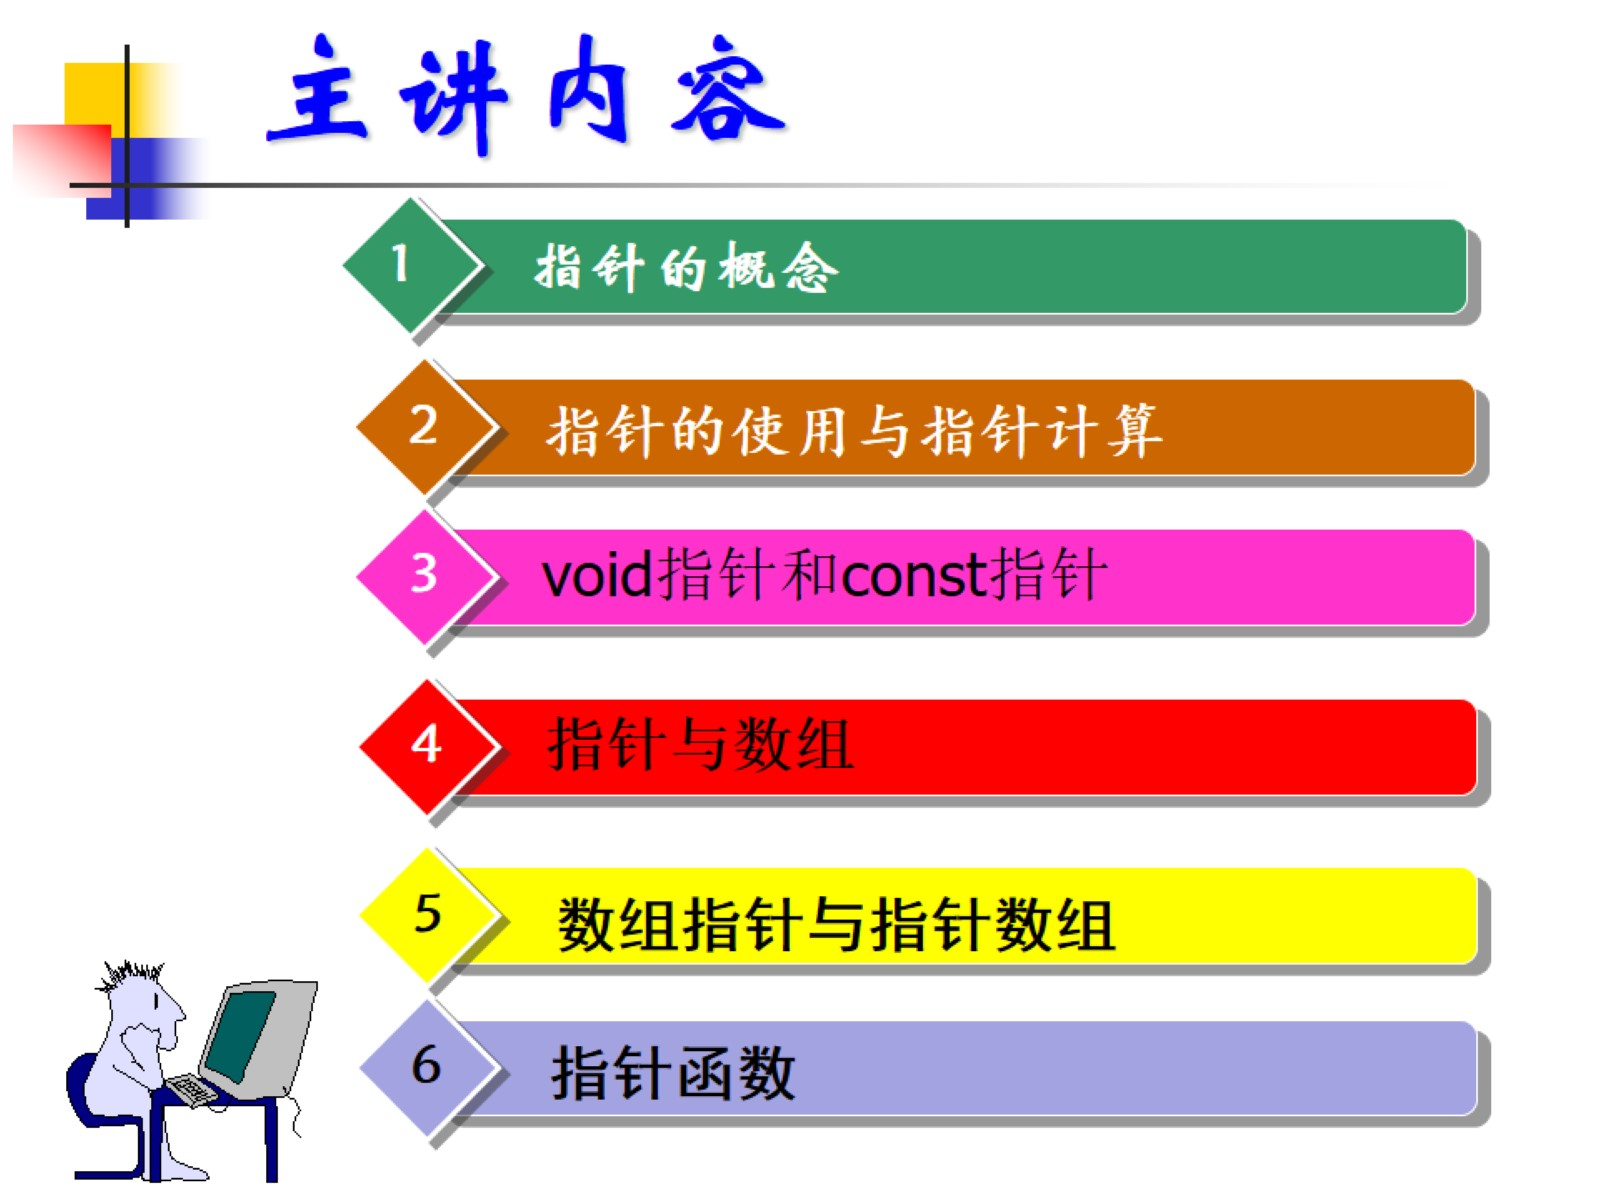 主讲内容
1 指针的概念
2 指针的使用与指针计算
3 void指针和const指针
4 指针与数组
5 数组指针与指针数组
6 指针函数